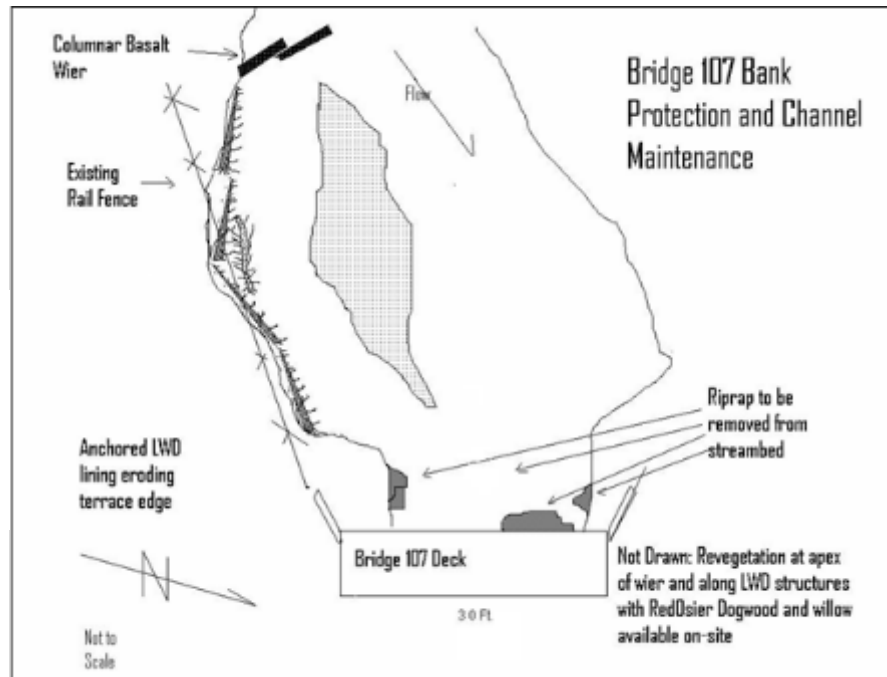 Columnar Basalt
Wier
Flow
Bridge 107 Bank
Protection and Channel
Maintenance
Existing
Rail Fence
Riprap to be
removed from
streambed
Anchored LWD
lining eroding
terrace edge
Bridge 107 Deck
Not Drawn: Revegetation at apex
of wier and along LWD structures
with RedOsier Dogwood and willow
available on-site
N
30 Ft
Not to
Scale